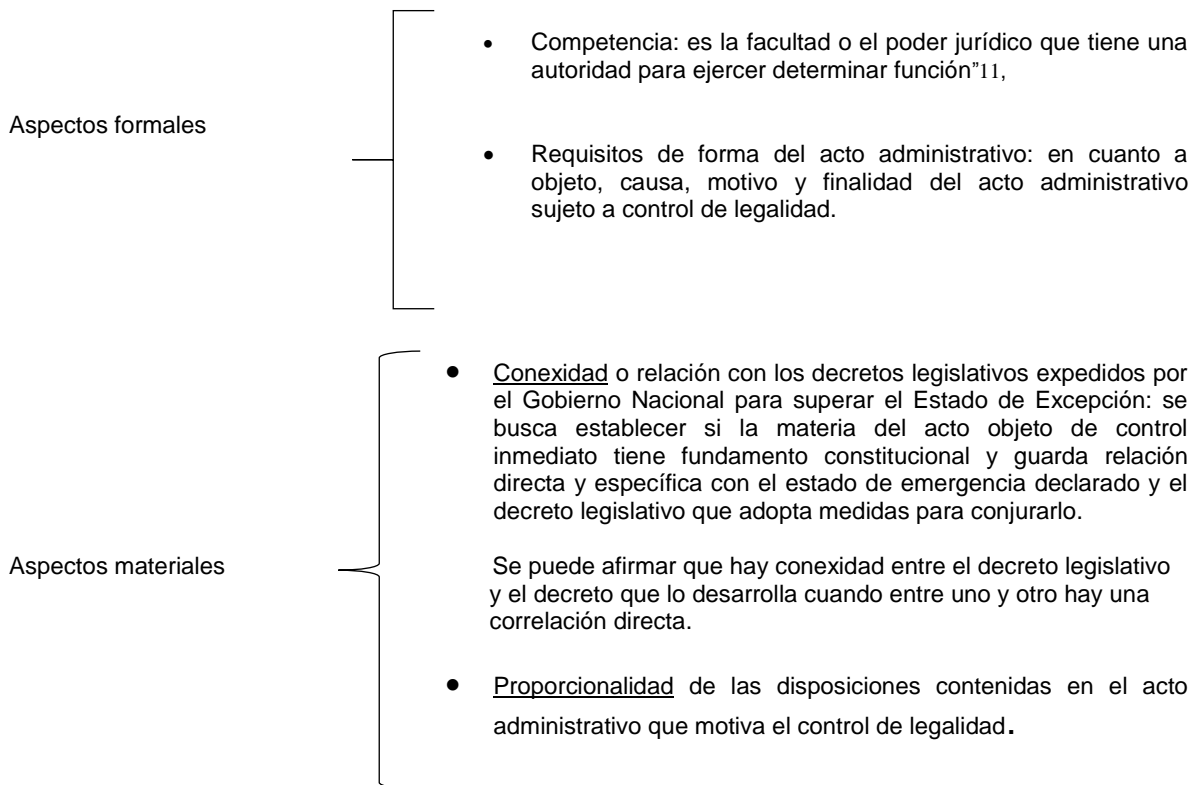 • Competencia: es la facultad o el poder jurídico que tiene una
autoridad para ejercer determinar función”11,
Aspectos formales
• Requisitos de forma del acto administrativo: en cuanto a
objeto, causa, motivo y finalidad del acto administrativo
sujeto a control de legalidad.
• Conexidad o relación con los decretos legislativos expedidos por
el Gobierno Nacional para superar el Estado de Excepción: se
busca establecer si la materia del acto objeto de control
inmediato tiene fundamento constitucional y guarda relación
directa y específica con el estado de emergencia declarado y el
decreto legislativo que adopta medidas para conjurarlo.
Aspectos materiales
Se puede afirmar que hay conexidad entre el decreto legislativo
y el decreto que lo desarrolla cuando entre uno y otro hay una
correlación directa.
• Proporcionalidad de las disposiciones contenidas en el acto
administrativo que motiva el control de legalidad.